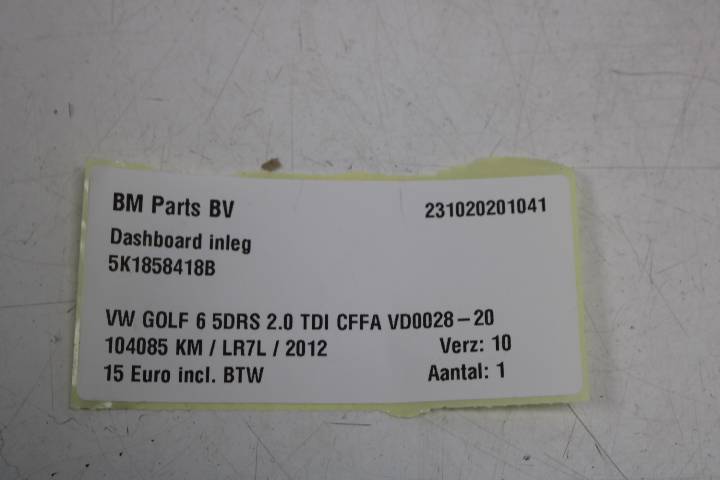 BM Parts BV 231020201041
Dashboard inleg
5K1858418B
VW GOLF 6 5DRS 2.0 TDI CFFA VD0028-20
104085 KM / LR7L / 2012 Verz: 10
15 Euro incl. BTW Aantal: 1